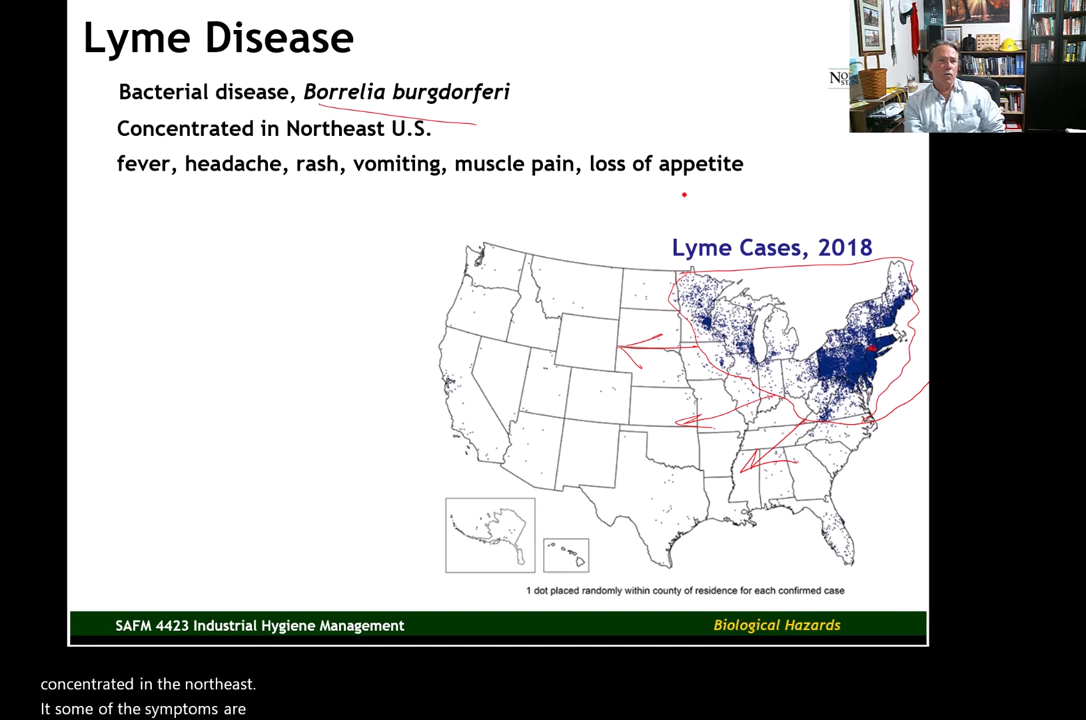 Lyme Disease
Bacterial disease, Borrelia burgdorferi
Concentrated in Northeast U.S.
fever, headache, rash, vomiting, muscle pain, loss of appetite
Lyme Cases, 2018
1 dot placed randomly within county of residence for each confirmed case
SAFM 4423 Industrial Hygiene Management
Biological Hazards
concentrated in the northeast.
It some of the symptoms are